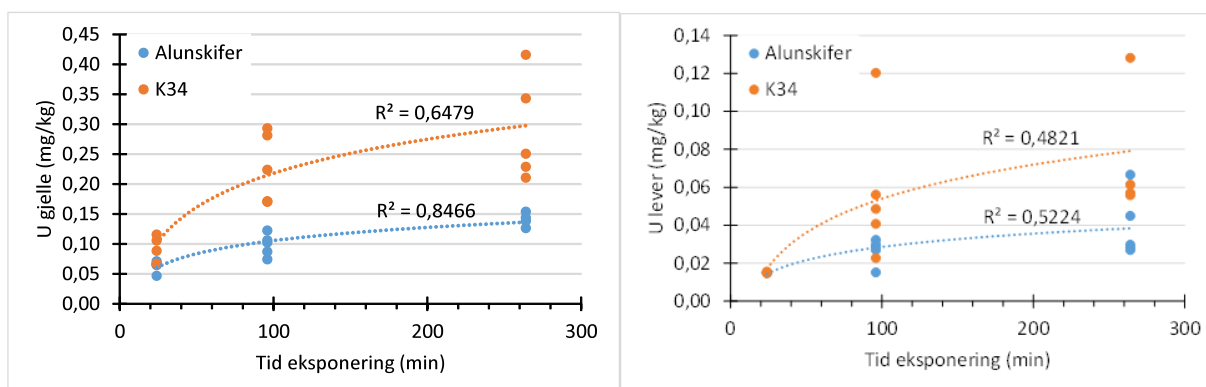 0,45
0,40
0,35
0,30
0,25
0,20
0,15
0,10
0,05
0,00
U gjelle (mg/kg)
Alunskifer
K34
R² = 0,6479
R² = 0,8466
0 100 200 300
Tid eksponering (min)
0,14
0,12
0,10
0,08
0,06
0,04
0,02
0,00
U lever (mg/kg)
Alunskifer
K34
R² = 0,4821
R² = 0,5224
0 100 200 300
Tid eksponering (min)